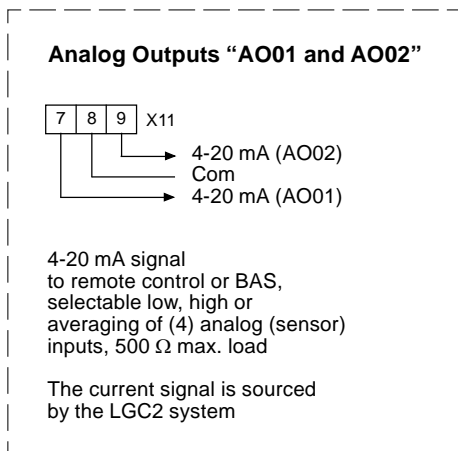 Analog Outputs “AO01 and AO02”
7 8 9 X11
4-20 mA (AO02)
Com
4-20 mA (AO01)
4-20 mA signal
to remote control or BAS,
selectable low, high or
averaging of (4) analog (sensor)
inputs, 500 Ω max. load
The current signal is sourced
by the LGC2 system